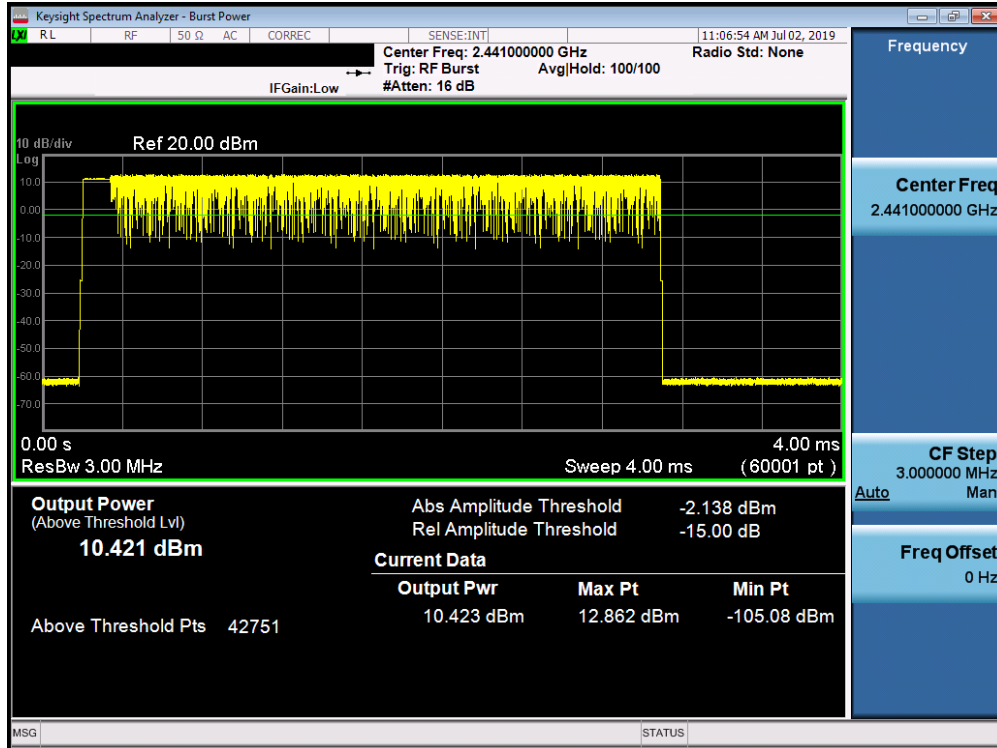 Keysight Spectrum Analyzer - Burst Power
LXI RL RF 50 Ω AC CORREC SENSE:INT 11:06:54 AM Jul 02, 2019
Center Freq: 2.441000000 GHz Radio Std: None
Trig: RF Burst Avg|Hold: 100/100
IFGain:Low #Atten: 16 dB
10 dB/div Ref 20.00 dBm
Log
10.0
0.00
-10.0
-20.0
-30.0
-40.0
-50.0
-60.0
-70.0
0.00 s 4.00 ms
ResBw 3.00 MHz Sweep 4.00 ms (60001 pt)
Output Power
(Above Threshold Lvl)
10.421 dBm
Above Threshold Pts 42751
Abs Amplitude Threshold -2.138 dBm
Rel Amplitude Threshold -15.00 dB
Current Data
Output Pwr Max Pt Min Pt
10.423 dBm 12.862 dBm -105.08 dBm
Frequency
Center Freq
2.441000000 GHz
CF Step
3.000000 MHz
Auto Man
Freq Offset
0 Hz
MSG STATUS